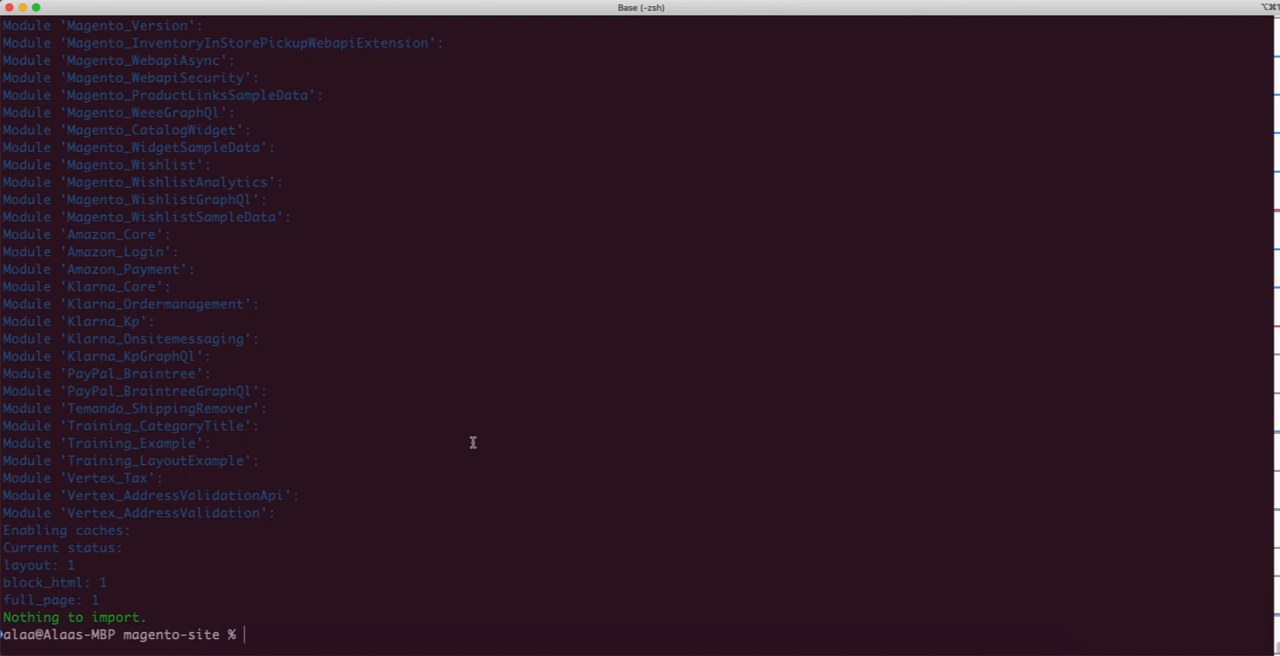 Base (-zsh)
Module 'Magento_Version':
Module 'Magento_InventoryInStorePickupWebapiExtension':
Module 'Magento_WebapiAsync':
Module 'Magento_WebapiSecurity':
Module 'Magento_ProductLinksSampleData':
Module 'Magento_WeeeGraphQl':
Module 'Magento_CatalogWidget':
Module 'Magento_WidgetSampleData':
Module 'Magento_Wishlist':
Module 'Magento_WishlistAnalytics':
Module 'Magento_WishlistGraphQl':
Module 'Magento_WishlistSampleData':
Module 'Amazon_Core':
Module 'Amazon_Login':
Module 'Amazon_Payment':
Module 'Klarna_Core':
Module 'Klarna_Ordermanagement':
Module 'Klarna_Kp':
Module 'Klarna_Onsitemessaging':
Module 'Klarna_KpGraphQl':
Module 'PayPal_Braintree':
Module 'PayPal_BraintreeGraphQl':
Module 'Temando_ShippingRemover':
Module 'Training_CategoryTitle':
Module 'Training_Example':
Module 'Training_LayoutExample':
Module 'Vertex_Tax':
Module 'Vertex_AddressValidationApi':
Module 'Vertex_AddressValidation':
Enabling caches:
Current status:
layout: 1
block_html: 1
full_page: 1
Nothing to import.
alaa@Alaas-MBP magento-site %